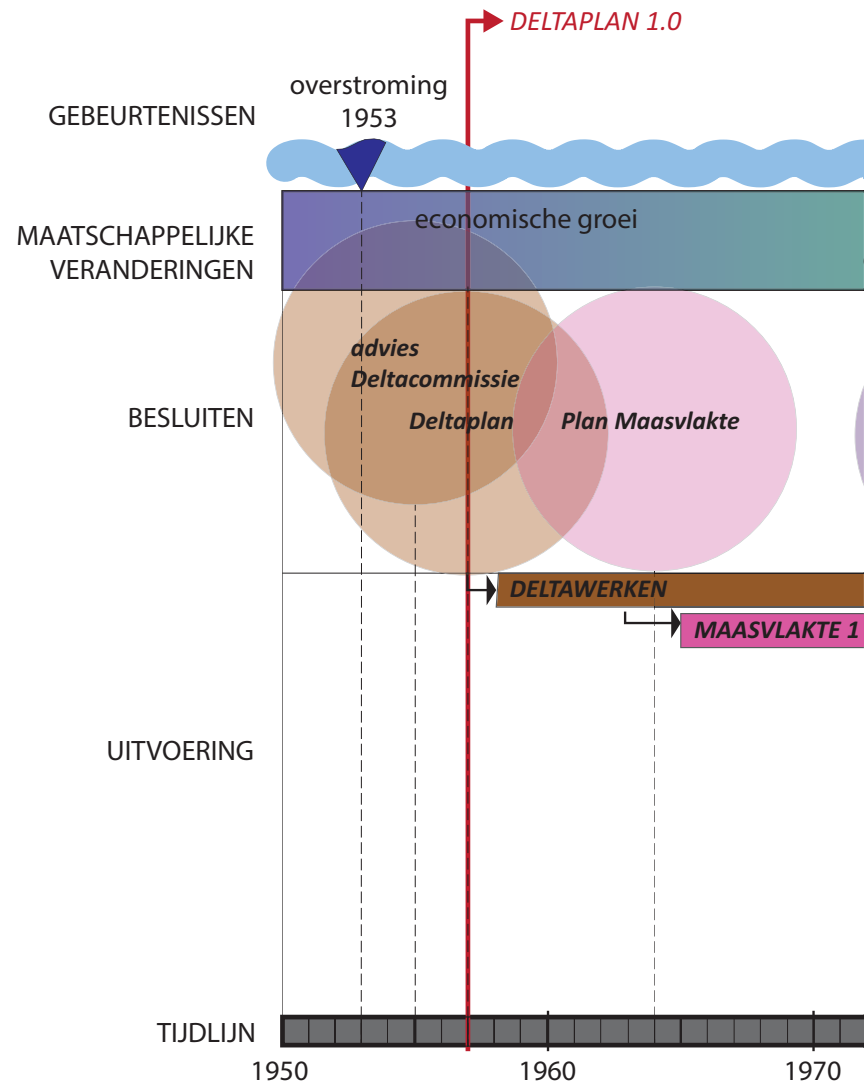 DELTAPLAN 1.0
overstroming
1953
GEBEURTENISSEN
economische groei
MAATSCHAPPELIJKE
VERANDERINGEN
advies
Deltacommissie
Deltaplan
Plan Maasvlakte
BESLUITEN
DELTAWERKEN
MAASVLAKTE 1
UITVOERING
TIJDLIJN
1950
1960
1970